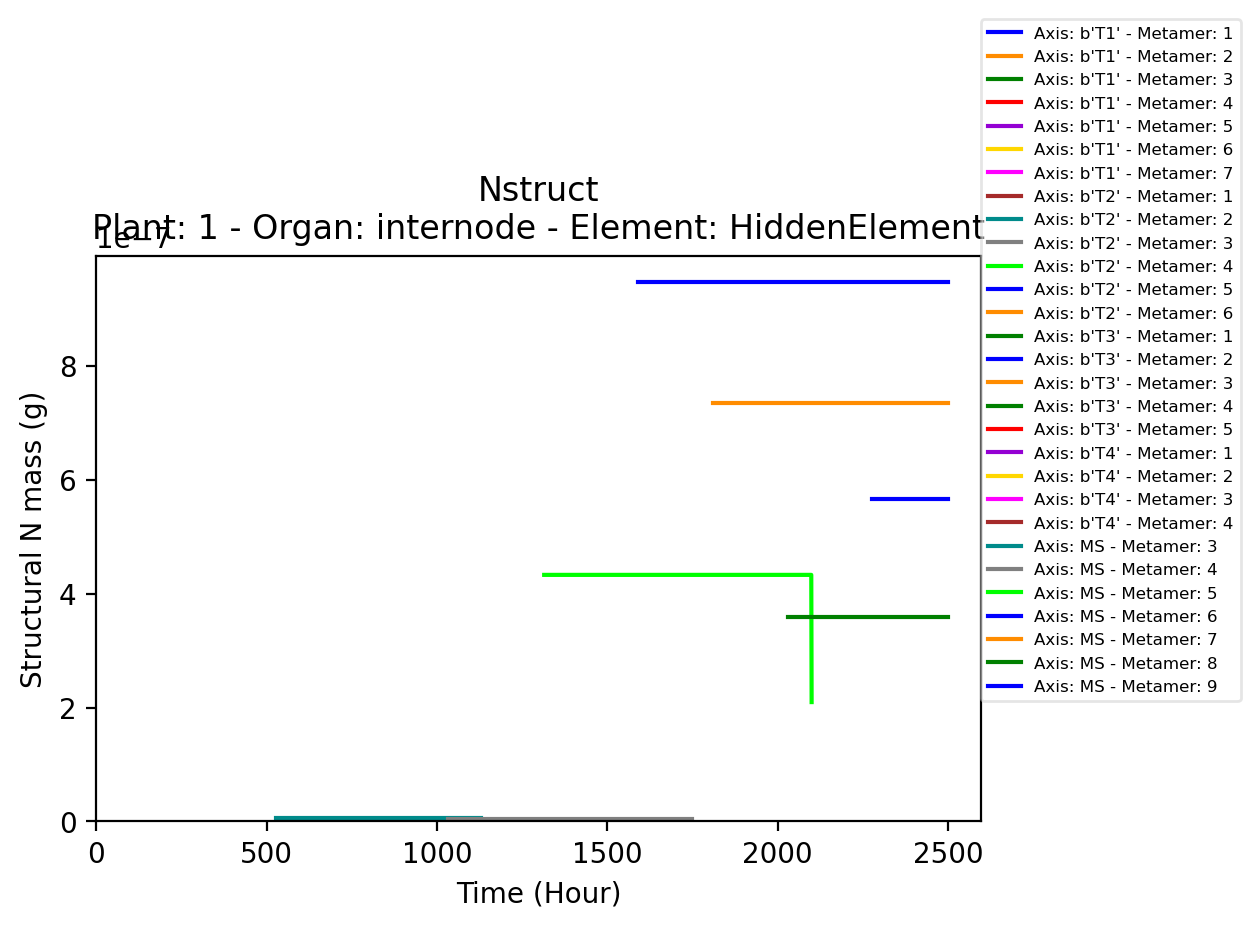 Nstruct
Plant: 1 - Organ: internode - Element: HiddenElement
1e−7
Structural N mass (g)
8
6
4
2
0
0 500 1000 1500 2000 2500
Time (Hour)
Axis: b'T1' - Metamer: 1
Axis: b'T1' - Metamer: 2
Axis: b'T1' - Metamer: 3
Axis: b'T1' - Metamer: 4
Axis: b'T1' - Metamer: 5
Axis: b'T1' - Metamer: 6
Axis: b'T1' - Metamer: 7
Axis: b'T2' - Metamer: 1
Axis: b'T2' - Metamer: 2
Axis: b'T2' - Metamer: 3
Axis: b'T2' - Metamer: 4
Axis: b'T2' - Metamer: 5
Axis: b'T2' - Metamer: 6
Axis: b'T3' - Metamer: 1
Axis: b'T3' - Metamer: 2
Axis: b'T3' - Metamer: 3
Axis: b'T3' - Metamer: 4
Axis: b'T3' - Metamer: 5
Axis: b'T4' - Metamer: 1
Axis: b'T4' - Metamer: 2
Axis: b'T4' - Metamer: 3
Axis: b'T4' - Metamer: 4
Axis: MS - Metamer: 3
Axis: MS - Metamer: 4
Axis: MS - Metamer: 5
Axis: MS - Metamer: 6
Axis: MS - Metamer: 7
Axis: MS - Metamer: 8
Axis: MS - Metamer: 9